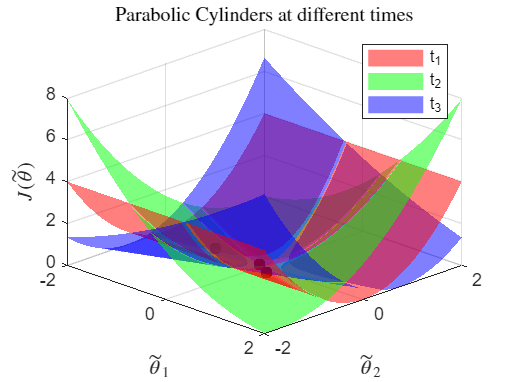 Parabolic Cylinders at different times
t₁
t₂
t₃
J(θ̃)
8
6
4
2
0
-2
0
2
-2
0
2
θ̃₁
θ̃₂